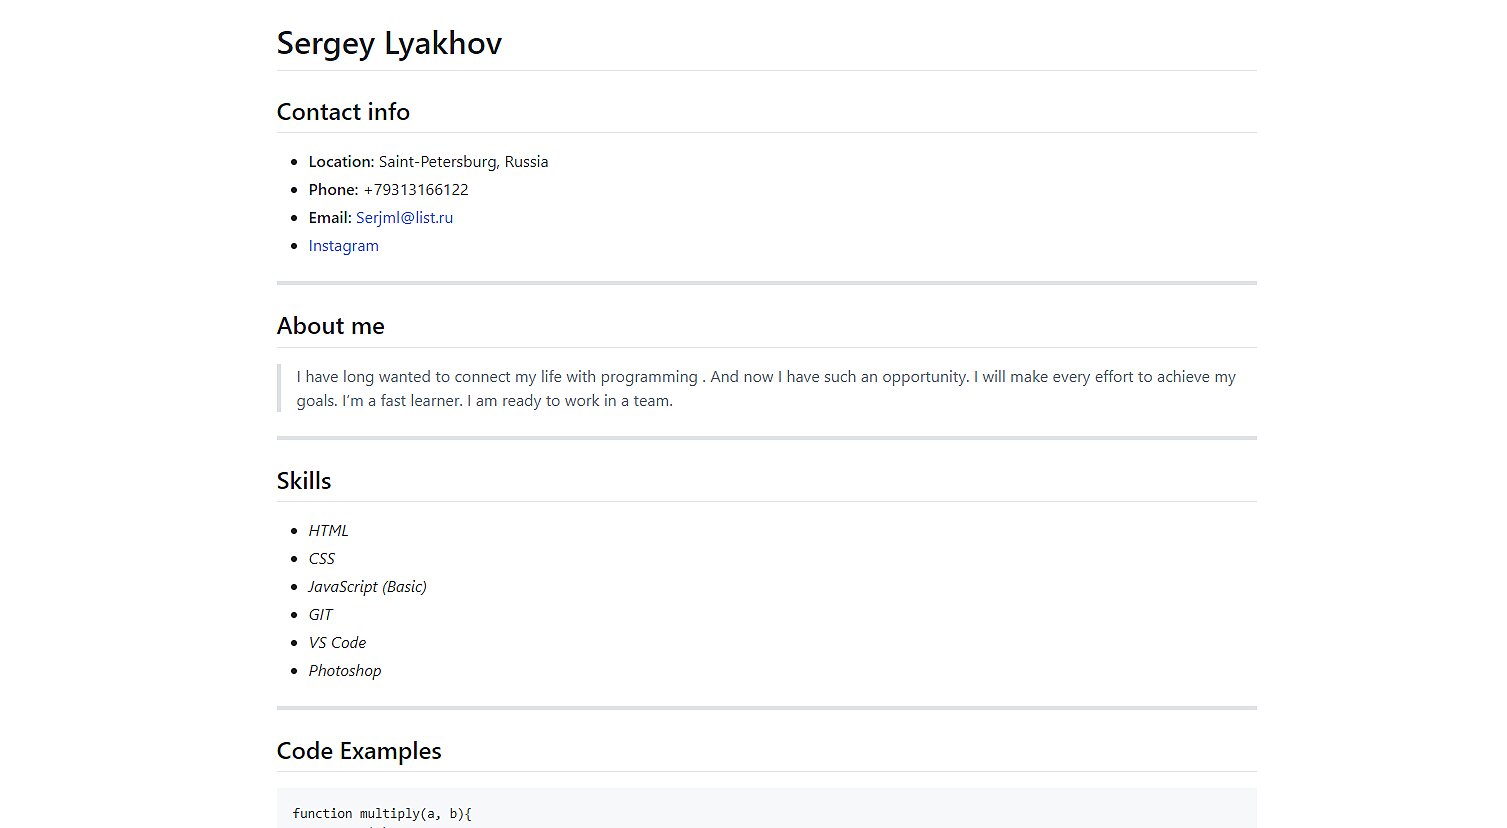 Sergey Lyakhov
Contact info
Location: Saint-Petersburg, Russia
Phone: +79313166122
Email: Serjml@list.ru
Instagram
About me
I have long wanted to connect my life with programming . And now I have such an opportunity. I will make every effort to achieve my
goals. I’m a fast learner. I am ready to work in a team.
Skills
HTML
CSS
JavaScript (Basic)
GIT
VS Code
Photoshop
Code Examples
function multiply(a, b){